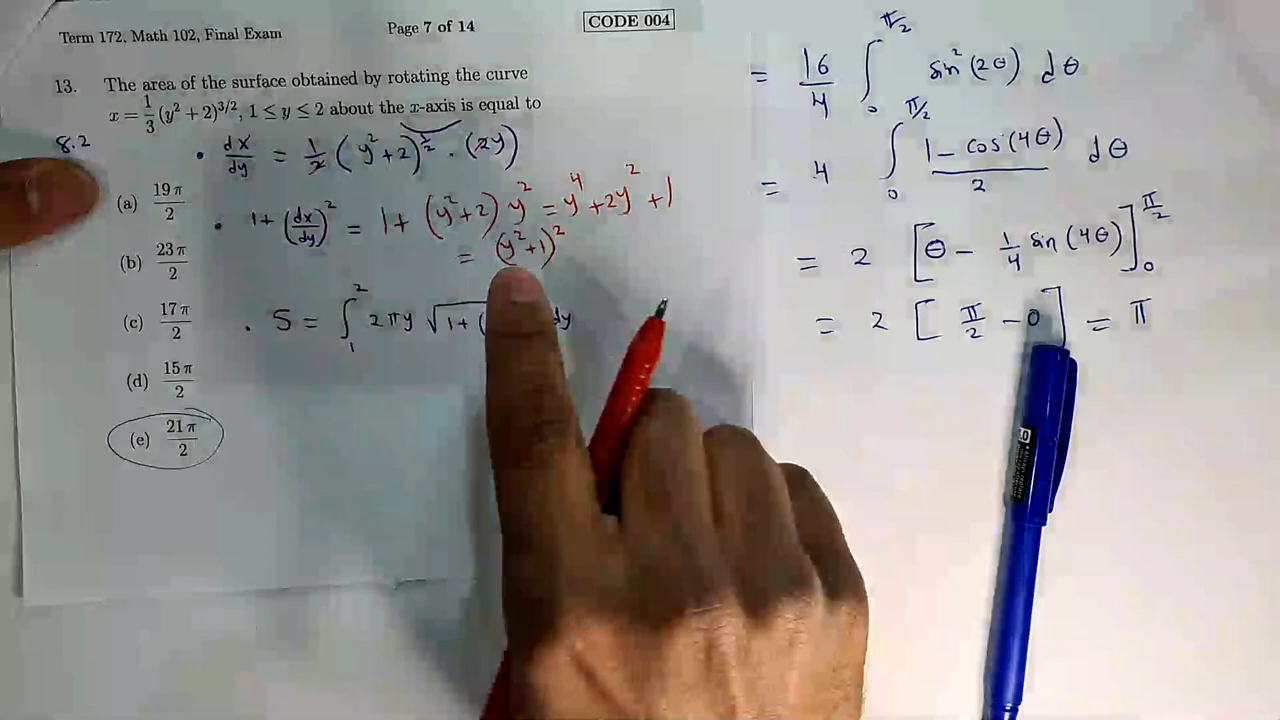 Term 172, Math 102, Final Exam
Page 7 of 14
CODE 004
13. The area of the surface obtained by rotating the curve
x = 1/3 (y² + 2)^{3/2}, 1 ≤ y ≤ 2 about the x-axis is equal to
8.2
• dx/dy = 1/2 (y² + 2)^{1/2} · (2y)
• 1 + (dx/dy)² = 1 + (y² + 2) y² = y⁴ + 2y² + 1
= (y² + 1)²
• S = ∫₁² 2πy √1 + ( dy
(a) 19π/2
(b) 23π/2
(c) 17π/2
(d) 15π/2
(e) 21π/2
= 16/4 ∫₀^{π/2} sin²(2θ) dθ
= 4 ∫₀^{π/2} (1 − cos(4θ))/2 dθ
= 2 [θ − 1/4 sin(4θ)]₀^{π/2}
= 2 [π/2 − 0] = π